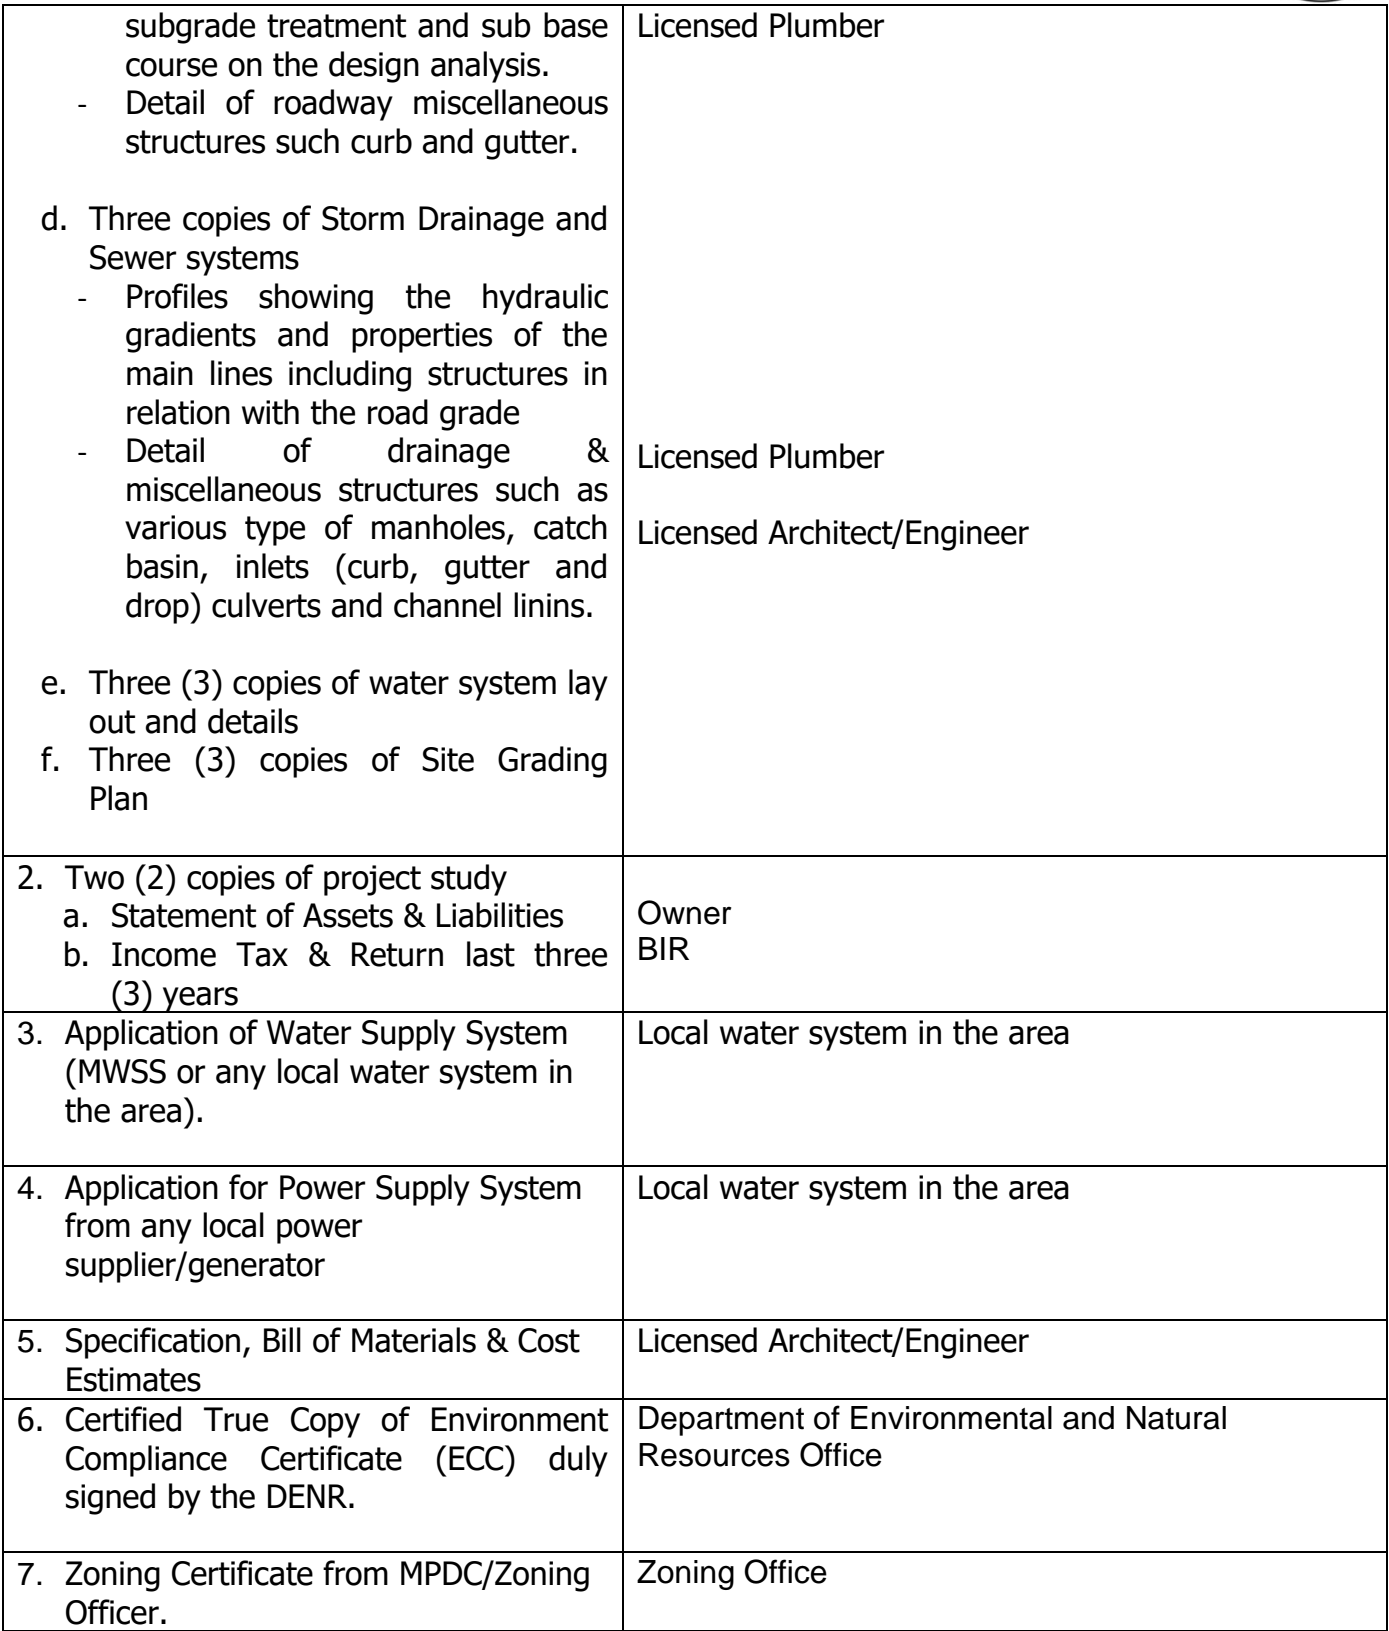 subgrade treatment and sub base
course on the design analysis.
- Detail of roadway miscellaneous
structures such curb and gutter.
d. Three copies of Storm Drainage and
Sewer systems
- Profiles showing the hydraulic
gradients and properties of the
main lines including structures in
relation with the road grade
- Detail of drainage &
miscellaneous structures such as
various type of manholes, catch
basin, inlets (curb, gutter and
drop) culverts and channel linins.
e. Three (3) copies of water system lay
out and details
f. Three (3) copies of Site Grading
Plan
Licensed Plumber
Licensed Plumber
Licensed Architect/Engineer
2. Two (2) copies of project study
a. Statement of Assets & Liabilities
b. Income Tax & Return last three
(3) years
Owner
BIR
3. Application of Water Supply System
(MWSS or any local water system in
the area).
Local water system in the area
4. Application for Power Supply System
from any local power
supplier/generator
Local water system in the area
5. Specification, Bill of Materials & Cost
Estimates
Licensed Architect/Engineer
6. Certified True Copy of Environment
Compliance Certificate (ECC) duly
signed by the DENR.
Department of Environmental and Natural
Resources Office
7. Zoning Certificate from MPDC/Zoning
Officer.
Zoning Office